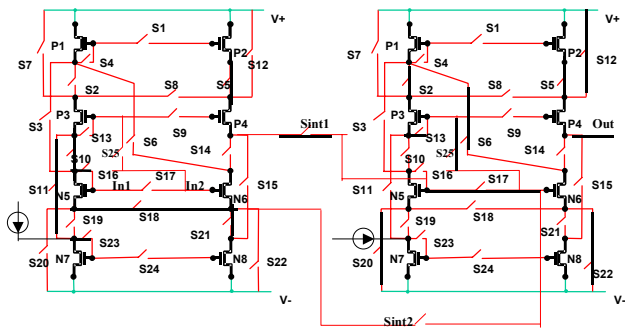 V+ V+
P1 S1 P2 P1 S1 P2
S7 S4 S12 S7 S4 S12
S2 S8 S5 S2 S8 S5
S3 P3 S9 P4 Sint1 S3 P3 S9 P4 Out
S13 S6 S14 S13 S6 S14
S10 S25 S10 S25
S11 S16 S17 S15 S11 S16 S17 S15
N5 In1 In2 N6 N5 N6
S18 S18
S19 S21 S19 S21
S20 S23 S22 S20 S23 S22
N7 S24 N8 N7 S24 N8
V- V-
Sint2